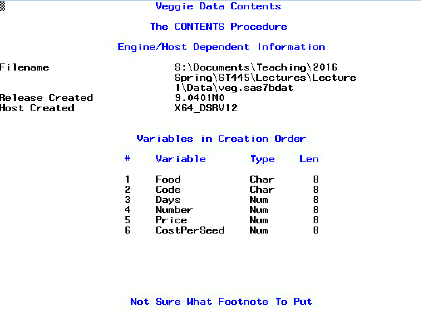 Veggie Data Contents
The CONTENTS Procedure
Engine/Host Dependent Information
Filename S:\Documents\Teaching\2016
Spring\ST445\Lectures\Lecture
1\Data\veg.sas7bdat
Release Created 9.0401M0
Host Created X64_DSRV12
Variables in Creation Order
# Variable Type Len
1 Food Char 8
2 Code Char 8
3 Days Num 8
4 Number Num 8
5 Price Num 8
6 CostPerSeed Num 8
Not Sure What Footnote To Put